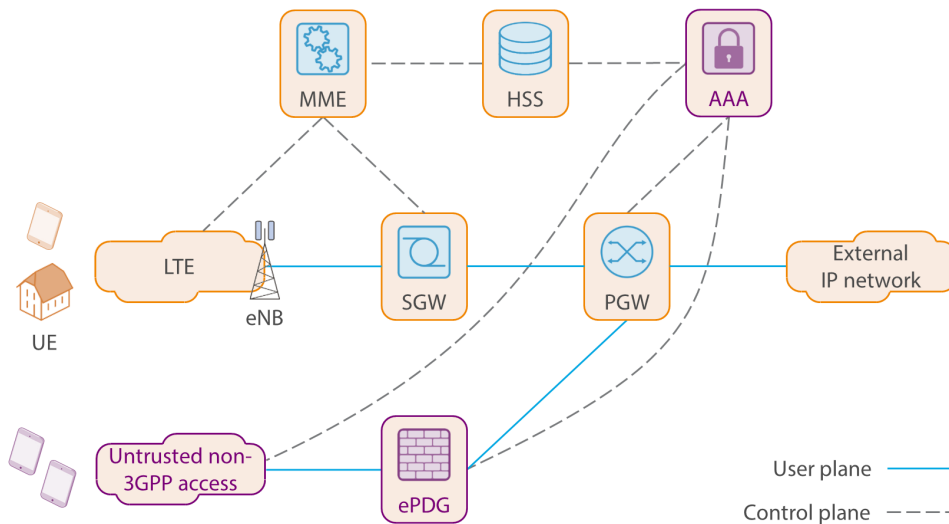 MME
HSS
AAA
LTE
eNB
SGW
PGW
External
IP network
UE
Untrusted non-
3GPP access
ePDG
User plane
Control plane